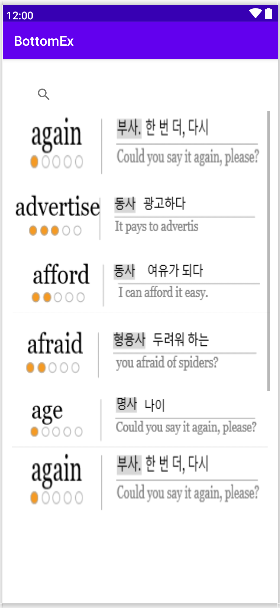 12:00
BottomEx
again
부사. 한 번 더, 다시
Could you say it again, please?
advertise
동사 광고하다
It pays to advertis
afford
동사 여유가 되다
I can afford it easy.
afraid
형용사 두려워 하는
you afraid of spiders?
age
명사 나이
Could you say it again, please?
again
부사. 한 번 더, 다시
Could you say it again, please?